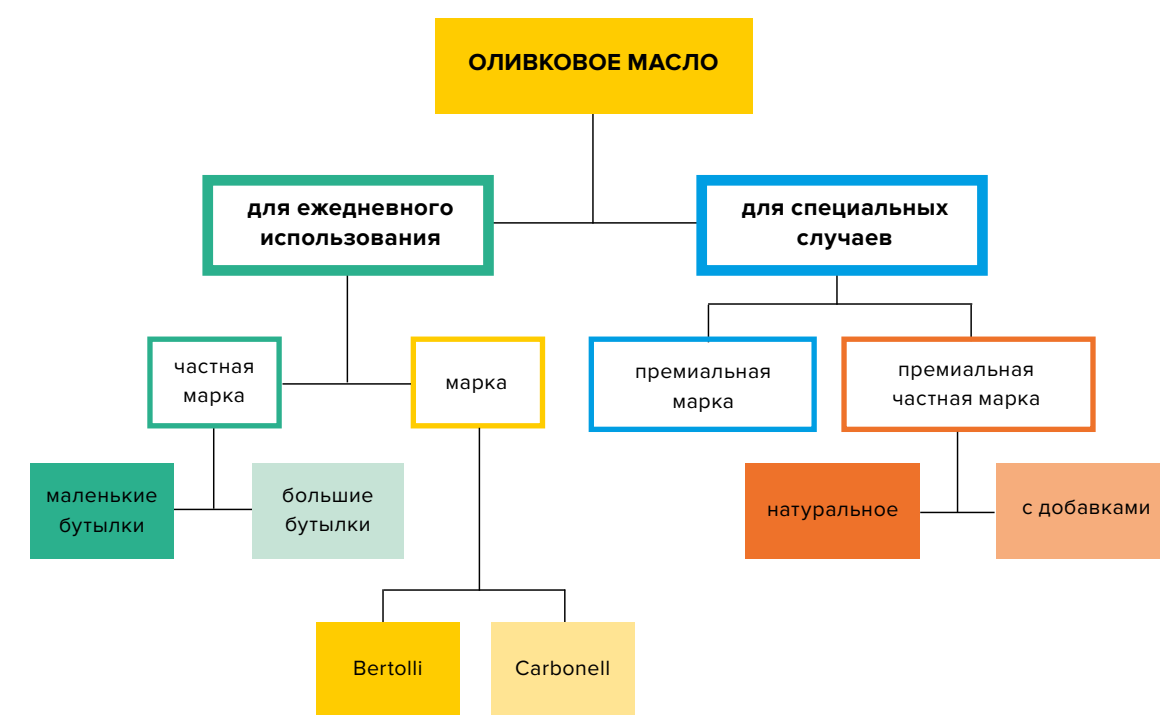 ОЛИВКОВОЕ МАСЛО
для ежедневного
использования
для специальных
случаев
частная
марка
марка
премиальная
марка
премиальная
частная марка
маленькие
бутылки
большие
бутылки
натуральное
с добавками
Bertolli
Carbonell